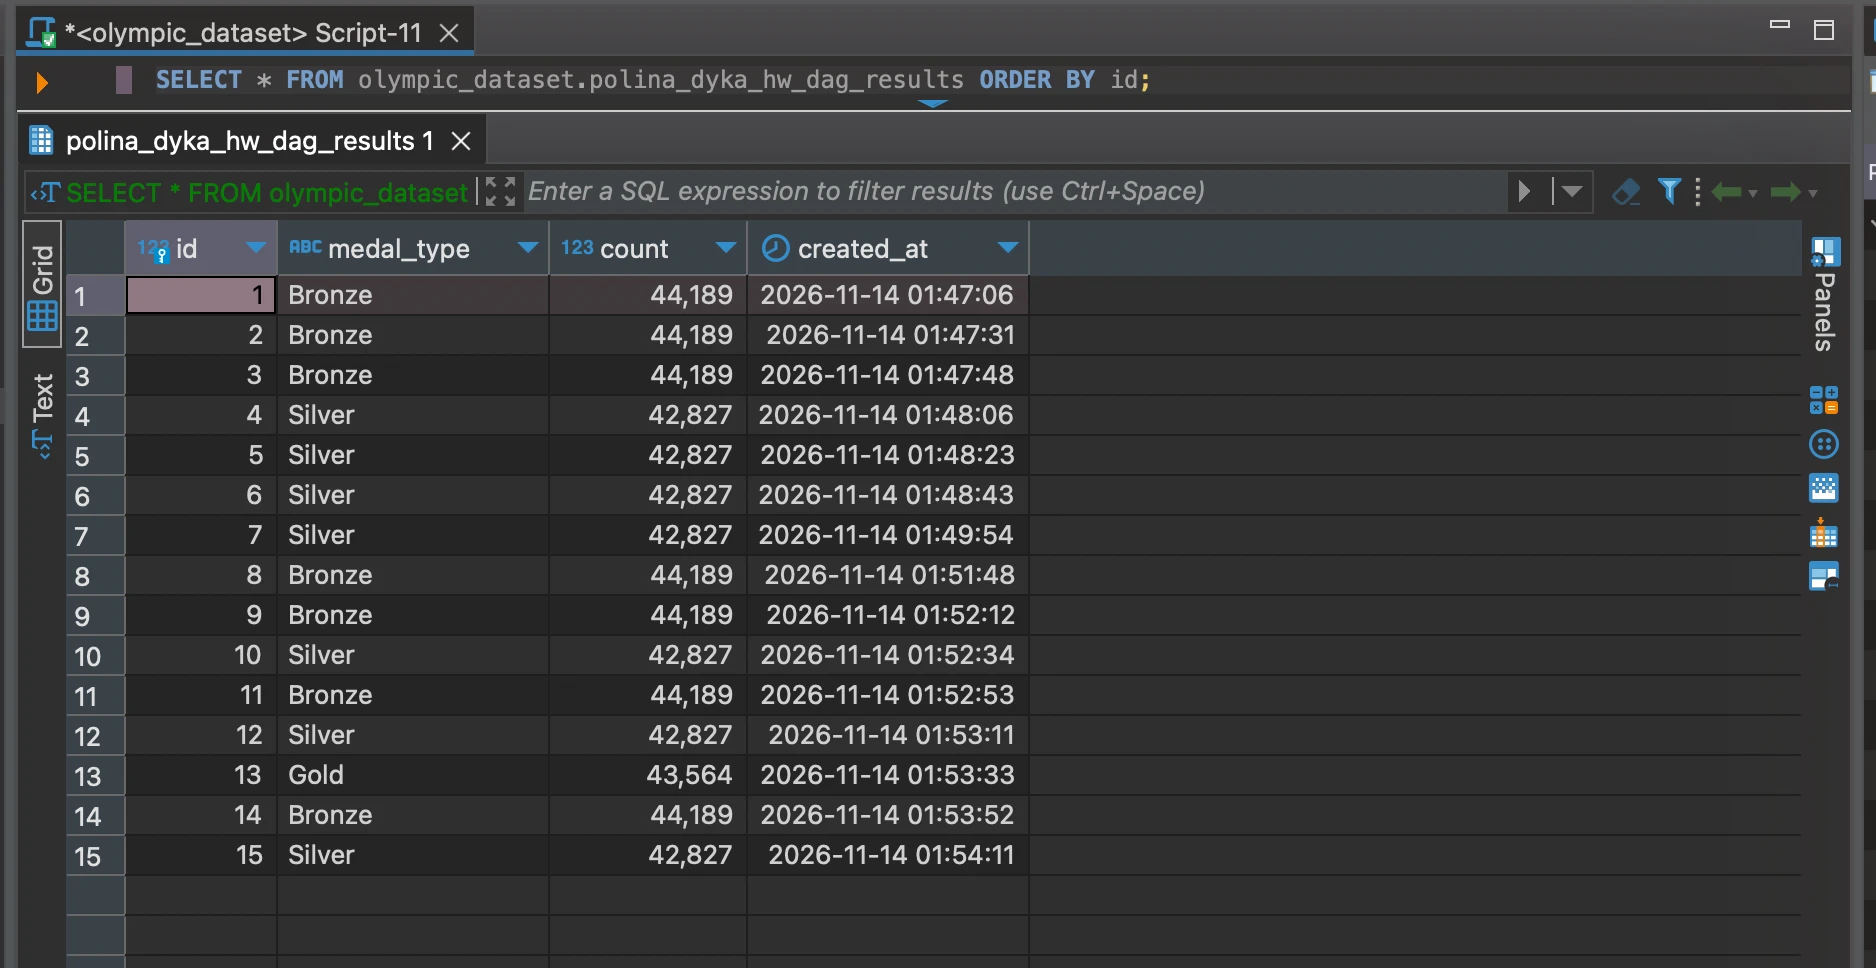 *<olympic_dataset> Script-11
SELECT * FROM olympic_dataset.polina_dyka_hw_dag_results ORDER BY id;
polina_dyka_hw_dag_results 1
SELECT * FROM olympic_dataset
Enter a SQL expression to filter results (use Ctrl+Space)
Grid
Text
Panels
123 id ABC medal_type 123 count created_at
1 1 Bronze 44,189 2026-11-14 01:47:06
2 2 Bronze 44,189 2026-11-14 01:47:31
3 3 Bronze 44,189 2026-11-14 01:47:48
4 4 Silver 42,827 2026-11-14 01:48:06
5 5 Silver 42,827 2026-11-14 01:48:23
6 6 Silver 42,827 2026-11-14 01:48:43
7 7 Silver 42,827 2026-11-14 01:49:54
8 8 Bronze 44,189 2026-11-14 01:51:48
9 9 Bronze 44,189 2026-11-14 01:52:12
10 10 Silver 42,827 2026-11-14 01:52:34
11 11 Bronze 44,189 2026-11-14 01:52:53
12 12 Silver 42,827 2026-11-14 01:53:11
13 13 Gold 43,564 2026-11-14 01:53:33
14 14 Bronze 44,189 2026-11-14 01:53:52
15 15 Silver 42,827 2026-11-14 01:54:11